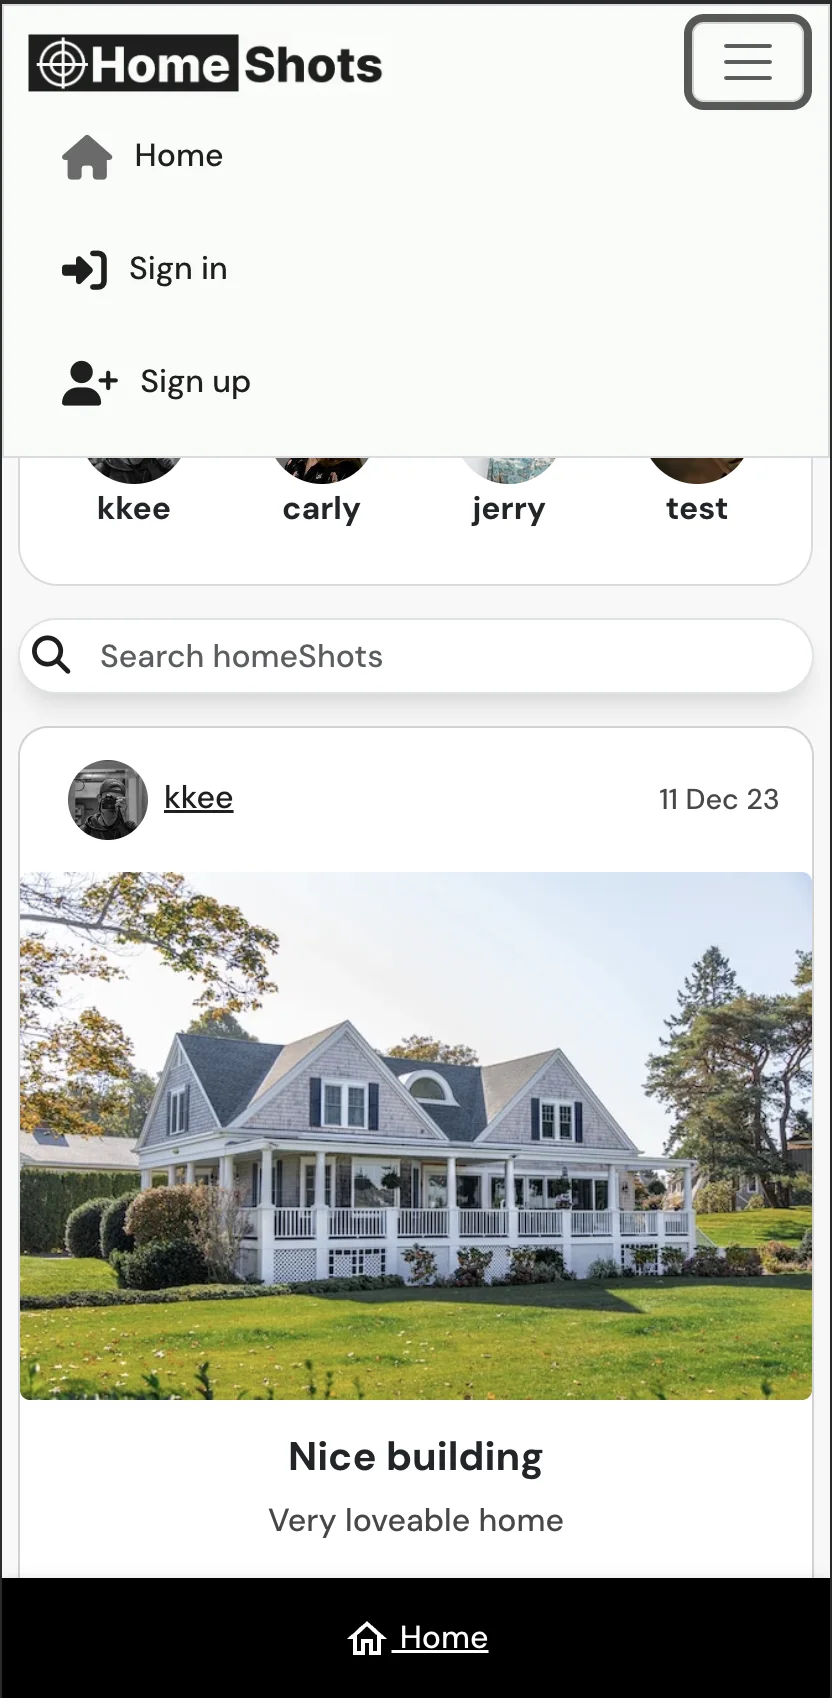 Home Shots
Home
Sign in
Sign up
kkee carly jerry test
Search homeShots
kkee 11 Dec 23
Nice building
Very loveable home
Home